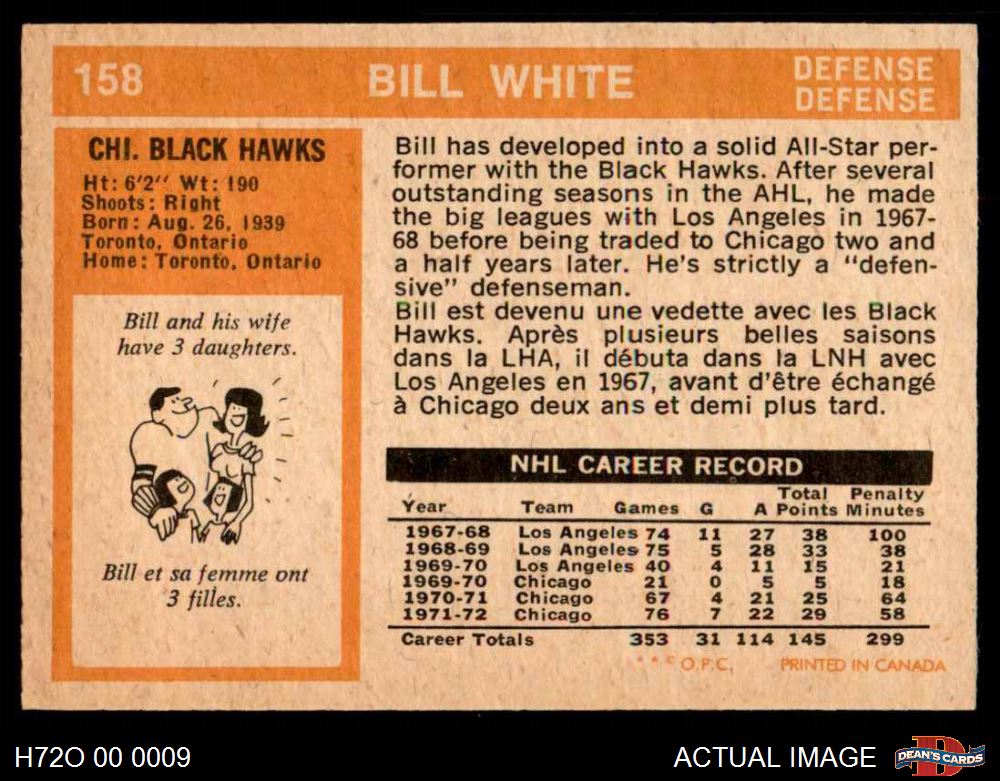 158 BILL WHITE DEFENSE
DEFENSE
CHI. BLACK HAWKS
Ht: 6'2'' Wt: 190
Shoots: Right
Born: Aug. 26, 1939
Toronto, Ontario
Home: Toronto, Ontario
Bill and his wife
have 3 daughters.
Bill et sa femme ont
3 filles.
Bill has developed into a solid All-Star per-
former with the Black Hawks. After several
outstanding seasons in the AHL, he made
the big leagues with Los Angeles in 1967-
68 before being traded to Chicago two and
a half years later. He's strictly a “defen-
sive” defenseman.
Bill est devenu une vedette avec les Black
Hawks. Après plusieurs belles saisons
dans la LHA, il débuta dans la LNH avec
Los Angeles en 1967, avant d'être échangé
à Chicago deux ans et demi plus tard.
NHL CAREER RECORD
Total Penalty
Year Team Games G A Points Minutes
1967-68 Los Angeles 74 11 27 38 100
1968-69 Los Angeles 75 5 28 33 38
1969-70 Los Angeles 40 4 11 15 21
1969-70 Chicago 21 0 5 5 18
1970-71 Chicago 67 4 21 25 64
1971-72 Chicago 76 7 22 29 58
Career Totals 353 31 114 145 299
* * © O.P.C. PRINTED IN CANADA
H72O 00 0009 ACTUAL IMAGE DEAN'S CARDS